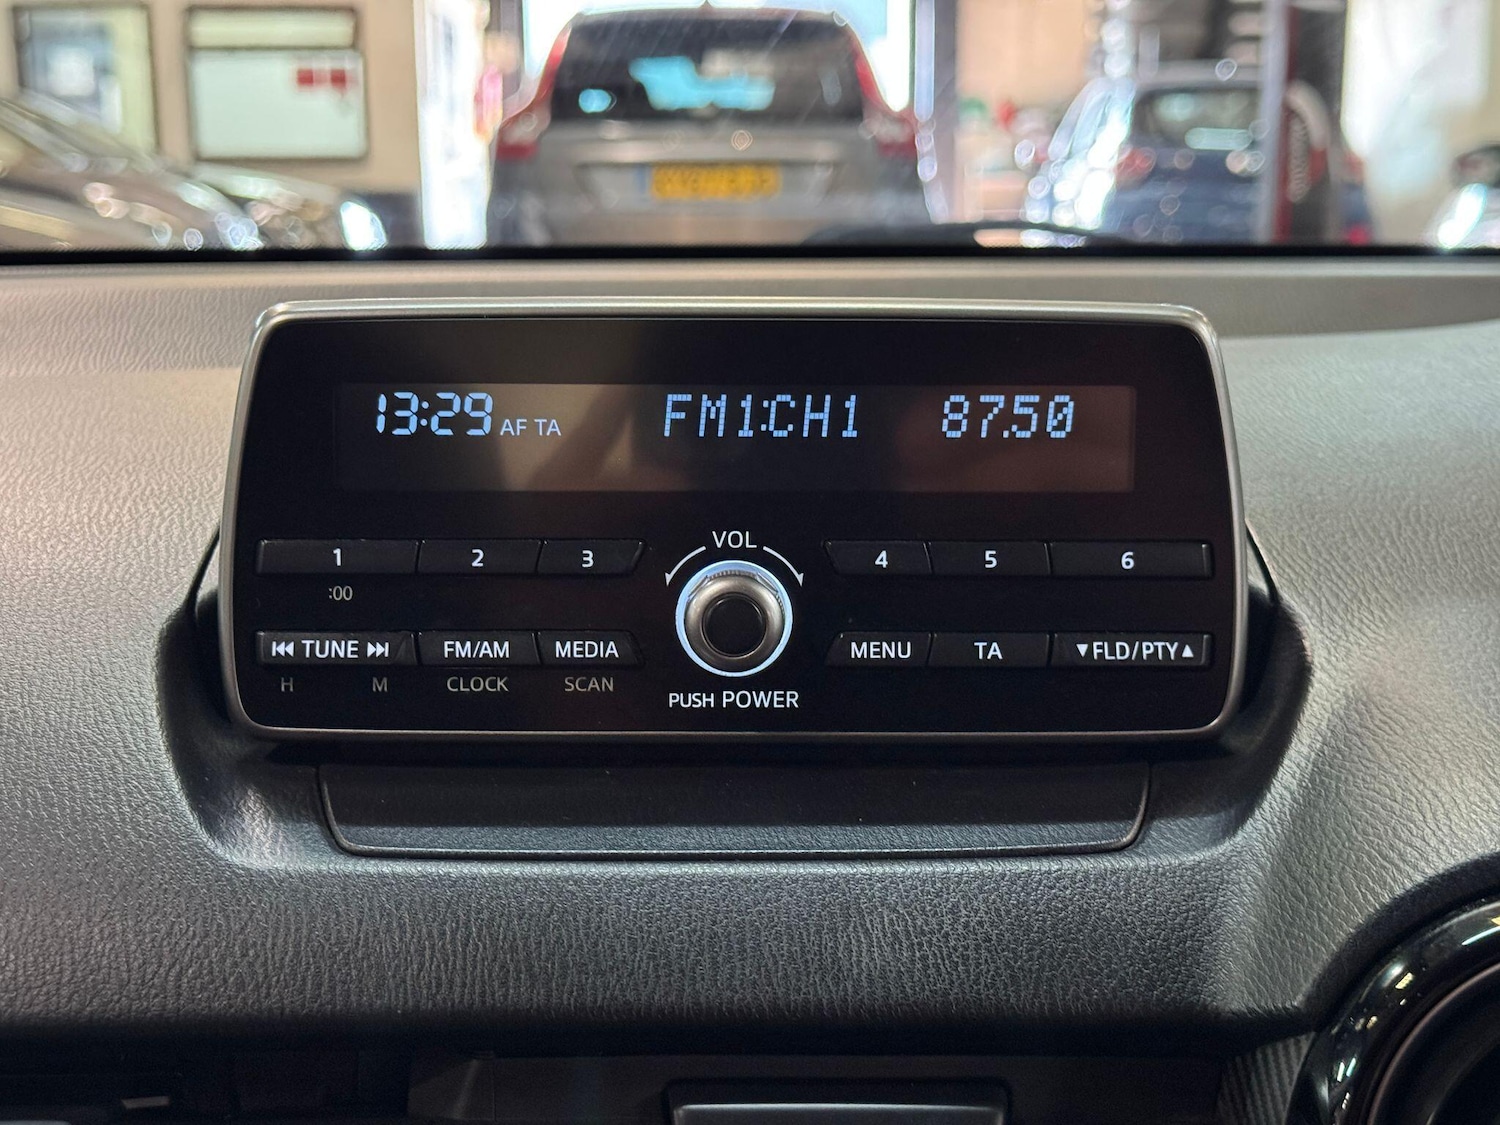 13:29 AF TA FM1:CH1 87.50
VOL
1 2 3 4 5 6
:00
⏮ TUNE ⏭ FM/AM MEDIA MENU TA ▼FLD/PTY▲
H M CLOCK SCAN
PUSH POWER